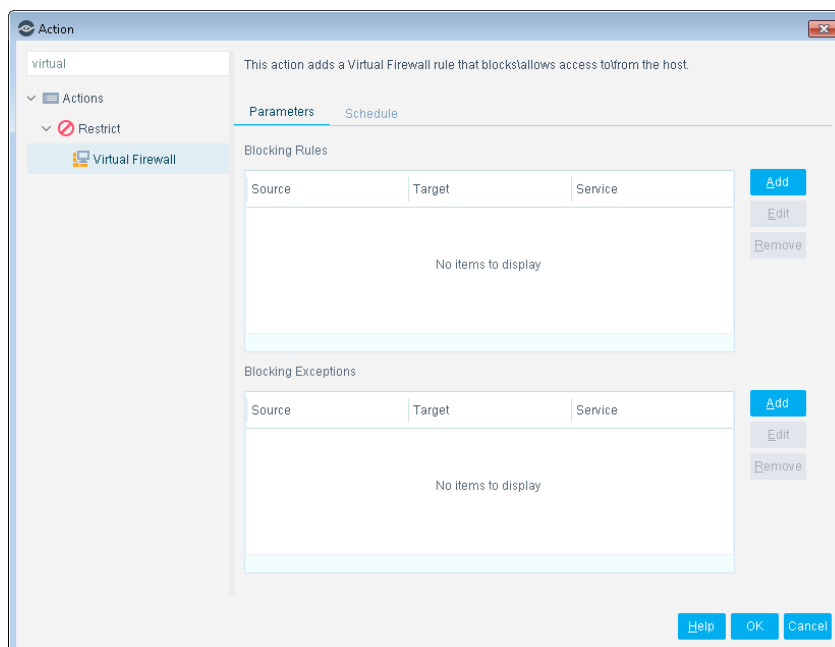 Action
virtual
This action adds a Virtual Firewall rule that blocks\allows access to\from the host.
Actions
Restrict
Virtual Firewall
Parameters Schedule
Blocking Rules
Source Target Service
Add
Edit
Remove
No items to display
Blocking Exceptions
Source Target Service
Add
Edit
Remove
No items to display
Help OK Cancel